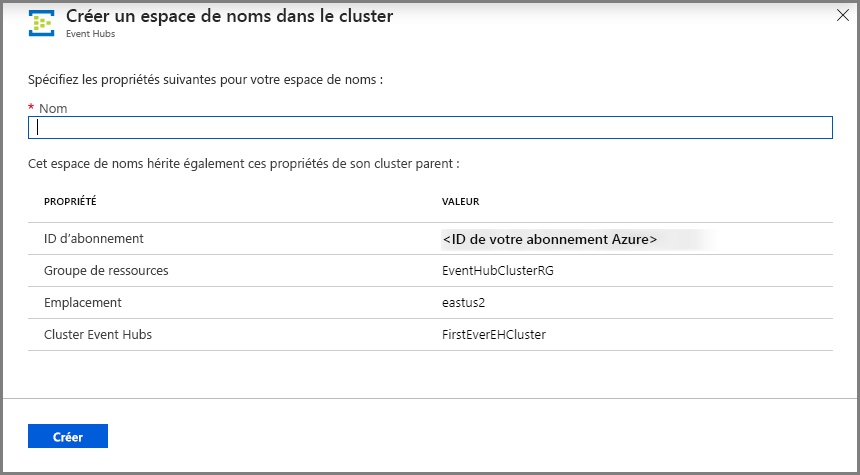 Créer un espace de noms dans le cluster
Event Hubs
Spécifiez les propriétés suivantes pour votre espace de noms :
* Nom
Cet espace de noms hérite également ces propriétés de son cluster parent :
PROPRIÉTÉ VALEUR
ID d’abonnement <ID de votre abonnement Azure>
Groupe de ressources EventHubClusterRG
Emplacement eastus2
Cluster Event Hubs FirstEverEHCluster
Créer